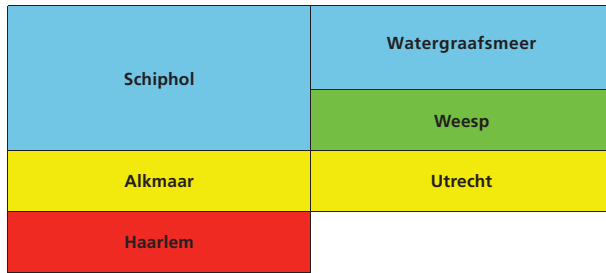 Schiphol
Watergraafsmeer
Weesp
Alkmaar
Utrecht
Haarlem